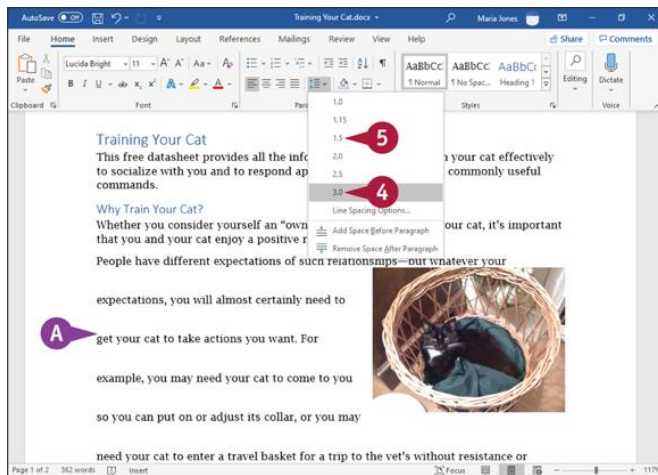 AutoSave Off Training Your Cat.docx Maria Jones
File Home Insert Design Layout References Mailings Review View Help Share Comments
Lucida Bright 11 A A Aa A
Paste B I U ab x x A A AaBbCc AaBbCc AaBbCc Editing Dictate
¶ Normal ¶ No Spac... Heading 1
Clipboard Font Para Styles Voice
1.0
1.15
1.5 5
2.0
2.5
3.0 4
Line Spacing Options...
Add Space Before Paragraph
Remove Space After Paragraph
Training Your Cat
This free datasheet provides all the info your cat effectively
to socialize with you and to respond ap commonly useful
commands.
Why Train Your Cat?
Whether you consider yourself an “own our cat, it’s important
that you and your cat enjoy a positive r
People have different expectations of such relationships—but whatever your
expectations, you will almost certainly need to
A get your cat to take actions you want. For
example, you may need your cat to come to you
so you can put on or adjust its collar, or you may
need your cat to enter a travel basket for a trip to the vet’s without resistance or
Page 1 of 2 362 words Insert Focus 117%